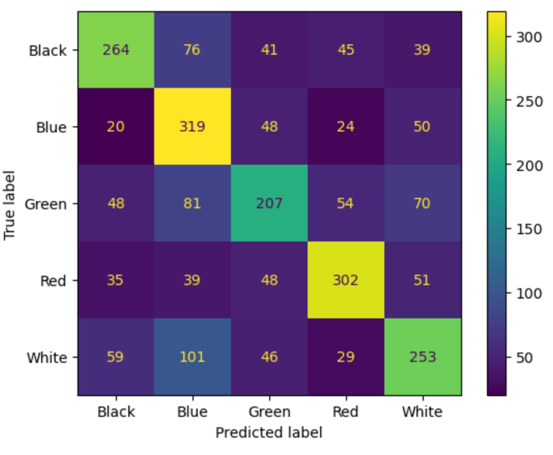 Black 264 76 41 45 39
Blue 20 319 48 24 50
Green 48 81 207 54 70
Red 35 39 48 302 51
White 59 101 46 29 253
Black Blue Green Red White
Predicted label
True label
300
250
200
150
100
50